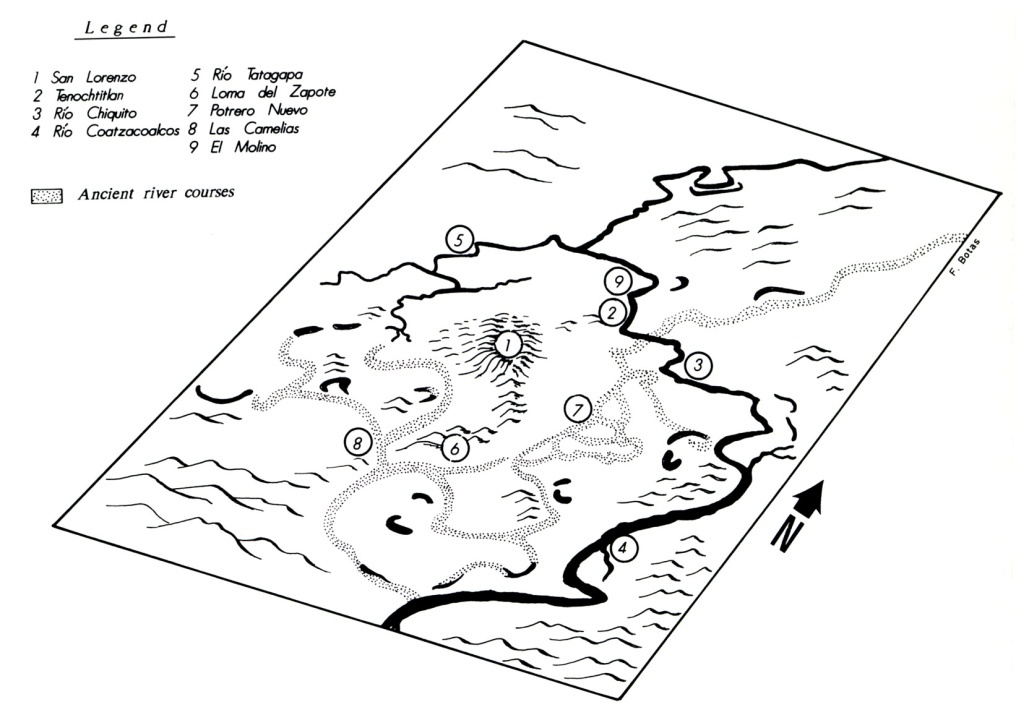 Legend
1 San Lorenzo
2 Tenochtitlan
3 Río Chiquito
4 Río Coatzacoalcos
5 Río Tatagapa
6 Loma del Zapote
7 Potrero Nuevo
8 Las Camelias
9 El Molino
Ancient river courses
5
9
2
1
3
7
8
6
4
F. Botas
N